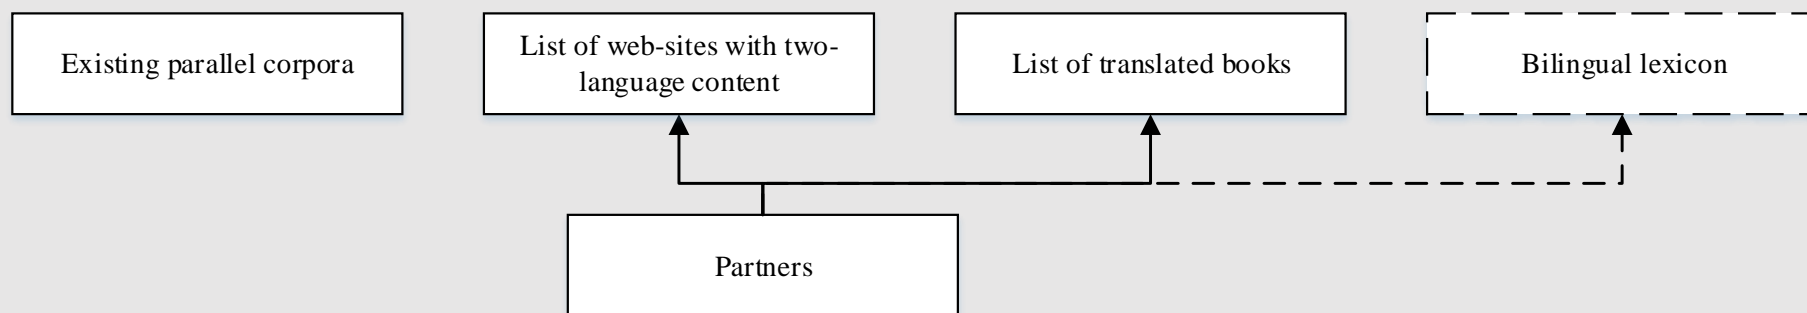 Existing parallel corpora
List of web-sites with two-
language content
List of translated books
Bilingual lexicon
Partners